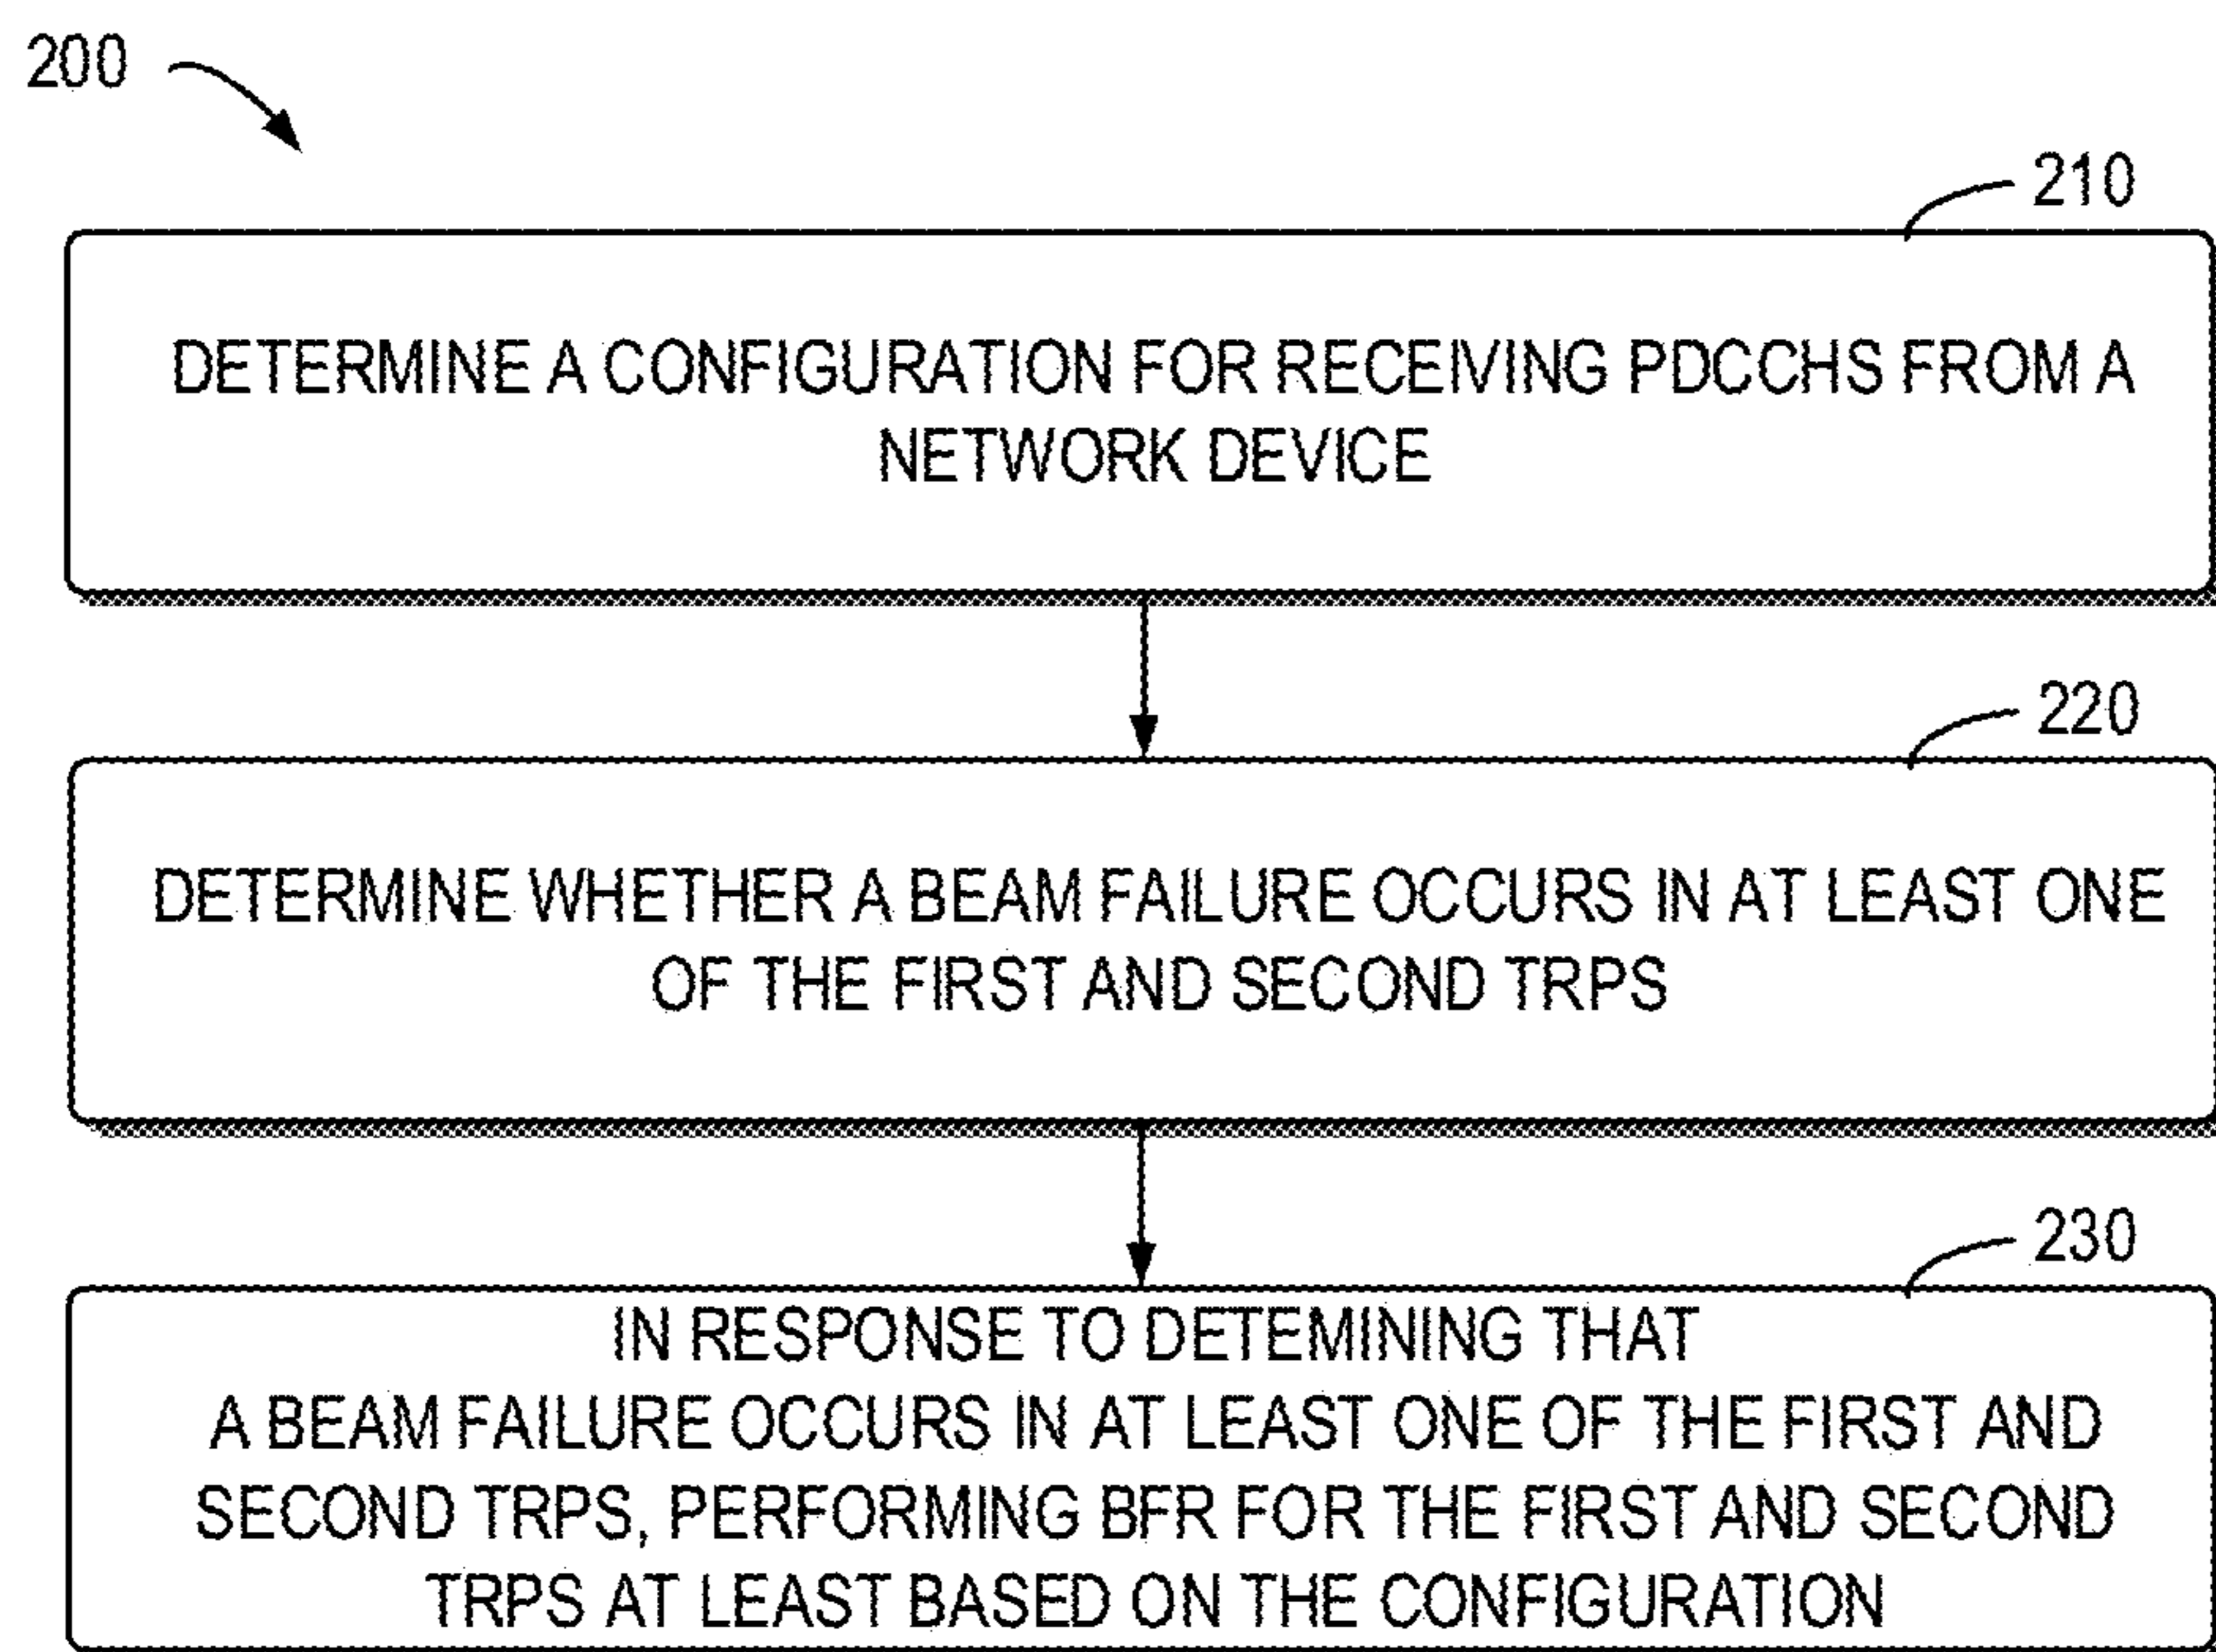 200
210
DETERMINE A CONFIGURATION FOR RECEIVING PDCCHS FROM A
NETWORK DEVICE
220
DETERMINE WHETHER A BEAM FAILURE OCCURS IN AT LEAST ONE
OF THE FIRST AND SECOND TRPS
230
IN RESPONSE TO DETEMINING THAT
A BEAM FAILURE OCCURS IN AT LEAST ONE OF THE FIRST AND
SECOND TRPS, PERFORMING BFR FOR THE FIRST AND SECOND
TRPS AT LEAST BASED ON THE CONFIGURATION